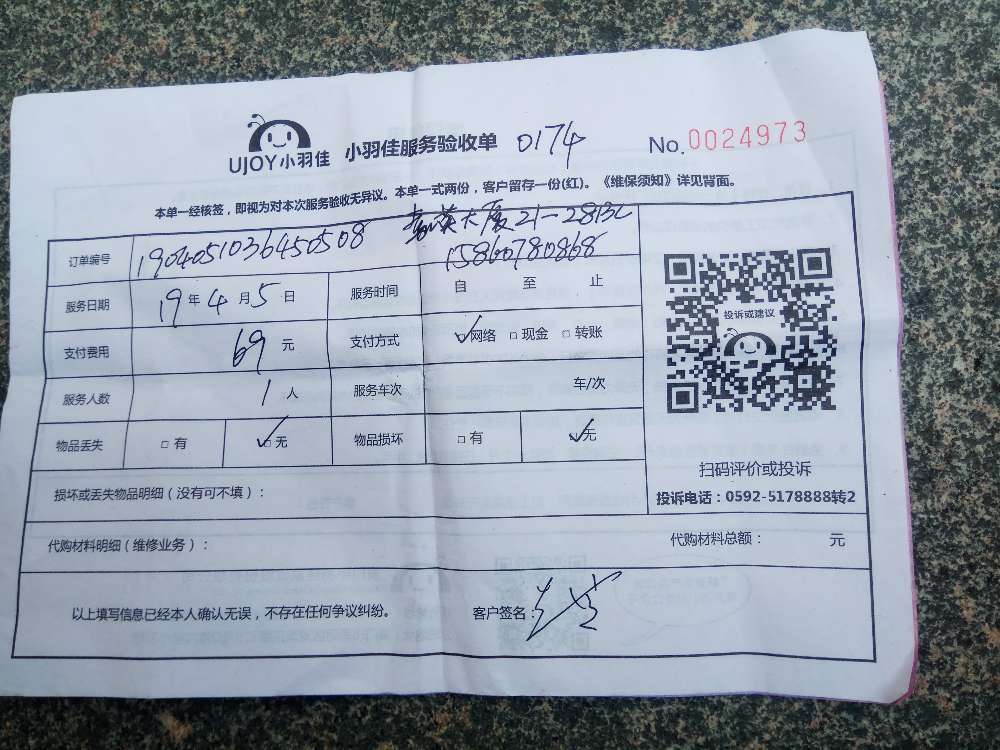 UJOY小羽佳 小羽佳服务验收单 0174 No.0024973
本单一经核签，即视为对本次服务验收无异议。本单一式两份，客户留存一份(红)。《维保须知》详见背面。
大厦21-28B
订单编号 1904051036450508 15860780868
服务日期 19年4月5日 服务时间 自 至 止
支付费用 69元 支付方式 ☑网络 □现金 □转账
服务人数 1人 服务车次 车/次
物品丢失 □有 ☑无 物品损坏 □有 ☑无
投诉或建议
扫码评价或投诉
投诉电话：0592-5178888转2
损坏或丢失物品明细（没有可不填）：
代购材料明细（维修业务）： 代购材料总额： 元
以上填写信息已经本人确认无误，不存在任何争议纠纷。 客户签名：